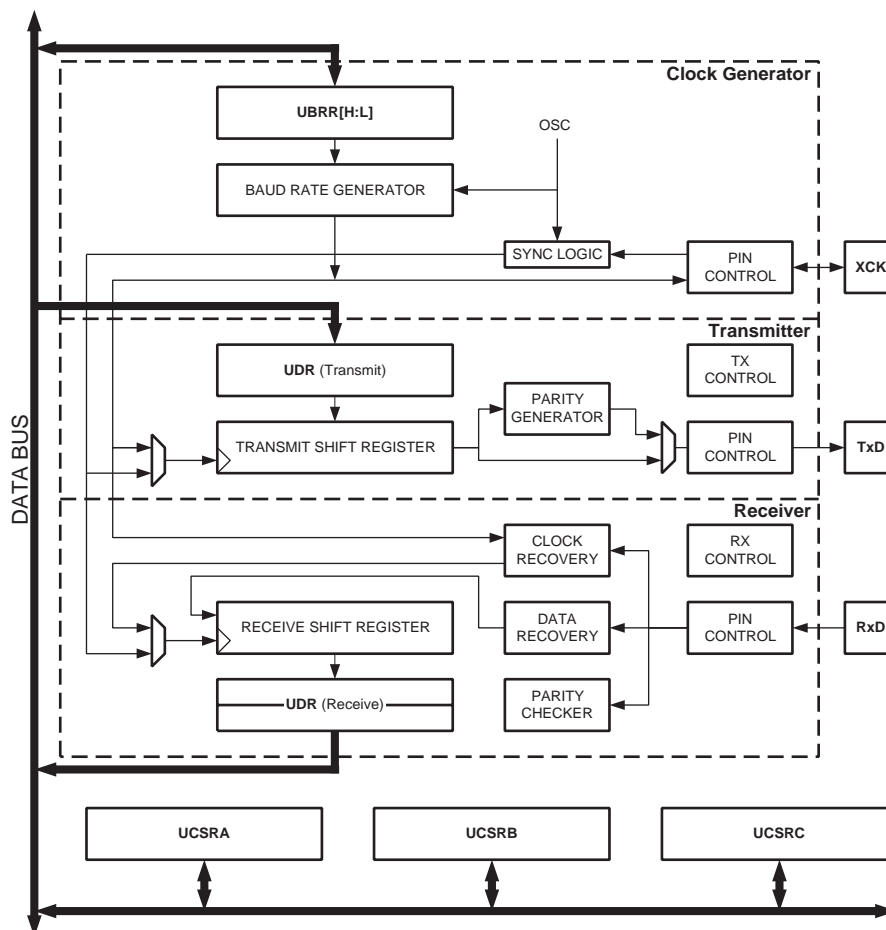 Clock Generator
UBRR[H:L]
OSC
BAUD RATE GENERATOR
SYNC LOGIC
PIN
CONTROL
XCK
Transmitter
UDR (Transmit)
TX
CONTROL
PARITY
GENERATOR
TRANSMIT SHIFT REGISTER
PIN
CONTROL
TxD
DATA BUS
Receiver
CLOCK
RECOVERY
RX
CONTROL
RECEIVE SHIFT REGISTER
DATA
RECOVERY
PIN
CONTROL
RxD
UDR (Receive)
PARITY
CHECKER
UCSRA
UCSRB
UCSRC